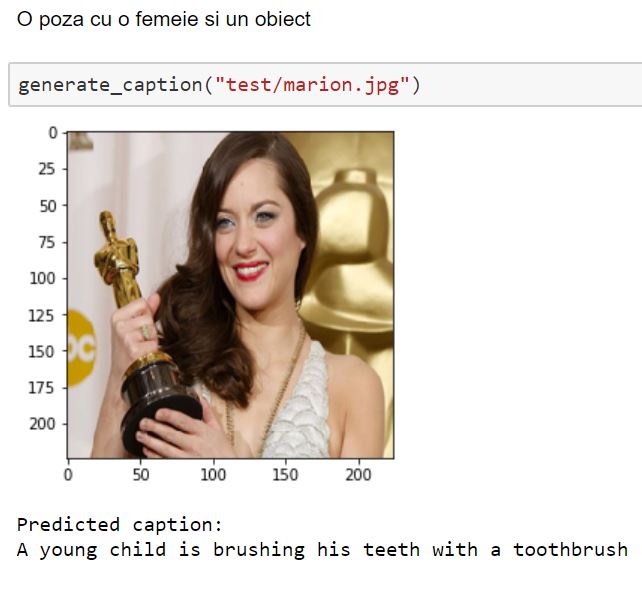 O poza cu o femeie si un obiect
generate_caption("test/marion.jpg")
0
25
50
75
100
125
150
175
200
bc
0 50 100 150 200
Predicted caption:
A young child is brushing his teeth with a toothbrush